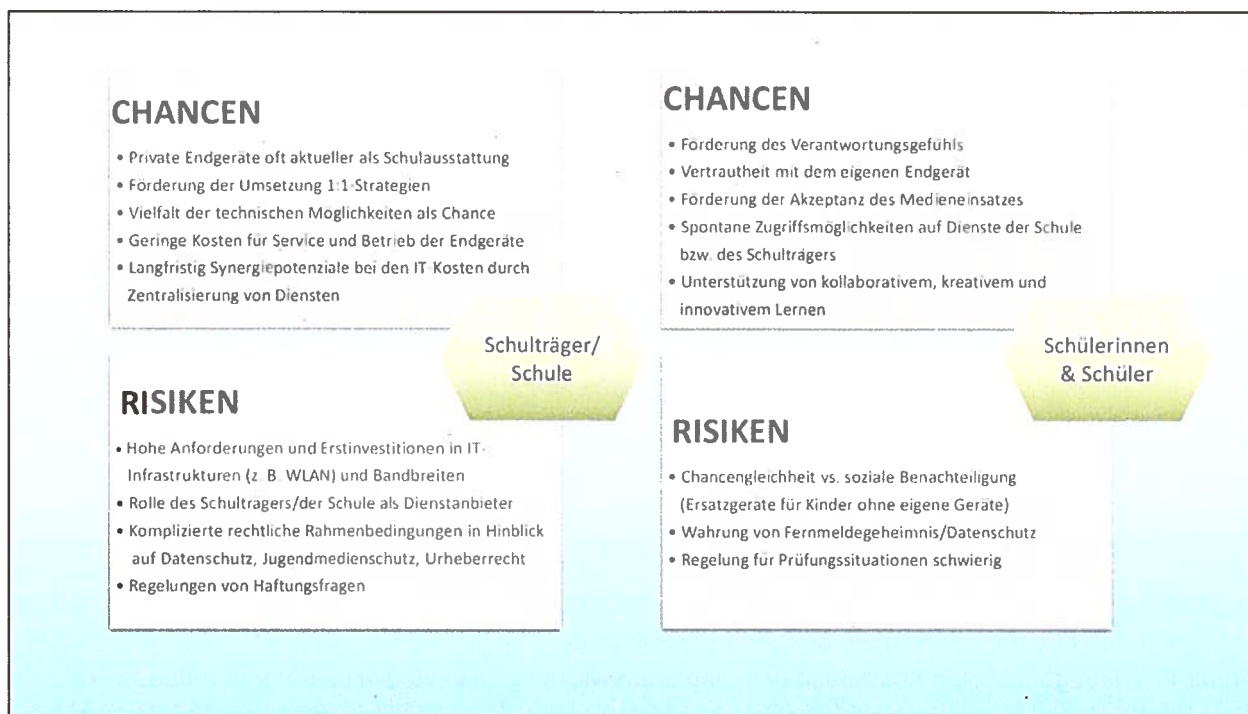 CHANCEN
• Private Endgeräte oft aktueller als Schulausstattung
• Förderung der Umsetzung 1:1-Strategien
• Vielfalt der technischen Möglichkeiten als Chance
• Geringe Kosten für Service und Betrieb der Endgeräte
• Langfristig Synergiepotenziale bei den IT-Kosten durch
Zentralisierung von Diensten
Schulträger/
Schule
RISIKEN
• Hohe Anforderungen und Erstinvestitionen in IT-
Infrastrukturen (z. B. WLAN) und Bandbreiten
• Rolle des Schulträgers/der Schule als Dienstanbieter
• Komplizierte rechtliche Rahmenbedingungen in Hinblick
auf Datenschutz, Jugendmedienschutz, Urheberrecht
• Regelungen von Haftungsfragen
CHANCEN
• Förderung des Verantwortungsgefühls
• Vertrautheit mit dem eigenen Endgerät
• Förderung der Akzeptanz des Medieneinsatzes
• Spontane Zugriffsmöglichkeiten auf Dienste der Schule
bzw. des Schulträgers
• Unterstützung von kollaborativem, kreativem und
innovativem Lernen
Schülerinnen
& Schüler
RISIKEN
• Chancengleichheit vs. soziale Benachteiligung
(Ersatzgeräte für Kinder ohne eigene Geräte)
• Wahrung von Fernmeldegeheimnis/Datenschutz
• Regelung für Prüfungssituationen schwierig